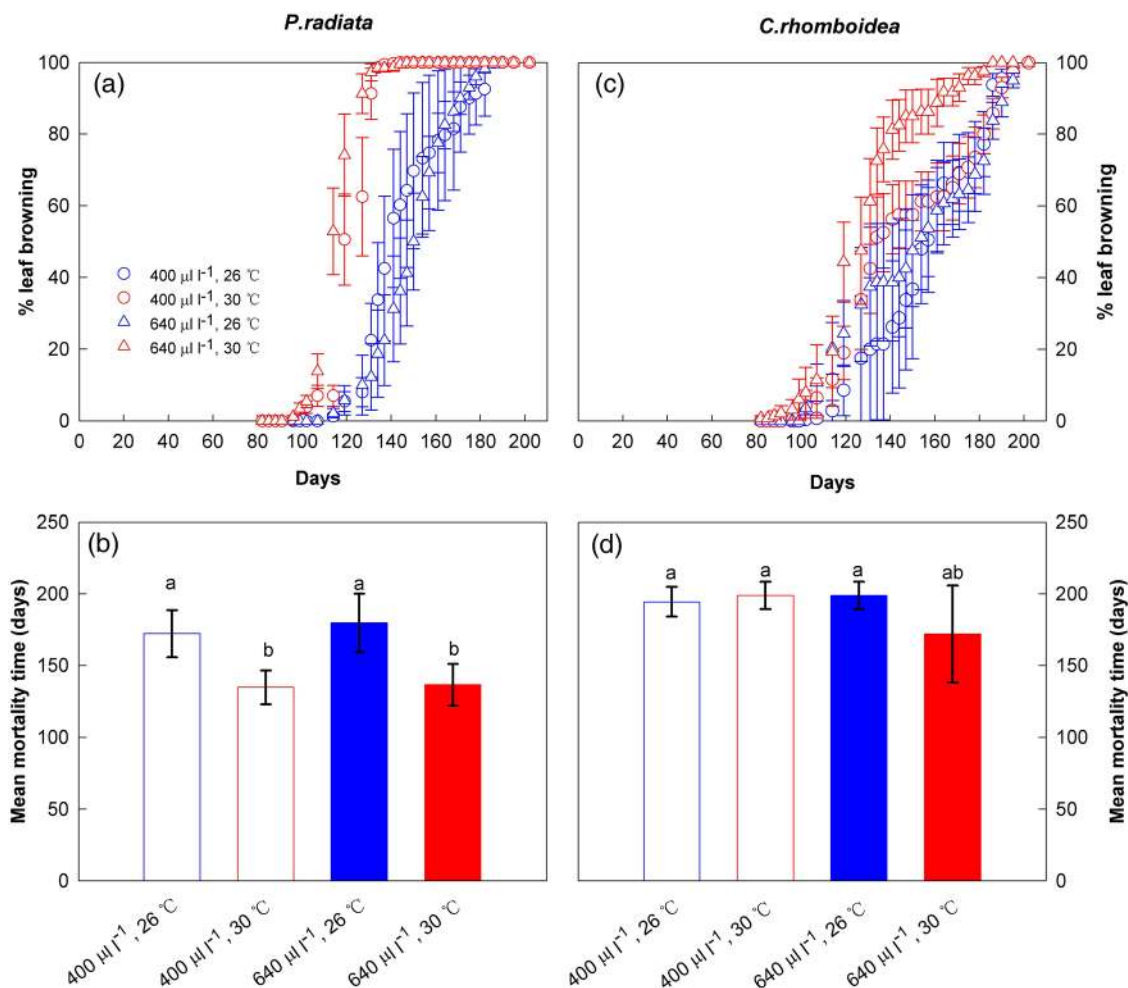 P.radiata
C.rhomboidea
(a)
100
80
60
40
20
0
% leaf browning
400 µl l-1, 26 ℃
400 µl l-1, 30 ℃
640 µl l-1, 26 ℃
640 µl l-1, 30 ℃
0 20 40 60 80 100 120 140 160 180 200
Days
(c)
100
80
60
40
20
0
% leaf browning
0 20 40 60 80 100 120 140 160 180 200
Days
(b)
250
200
150
100
50
0
Mean mortality time (days)
a
b
a
b
400 µl l-1, 26 ℃
400 µl l-1, 30 ℃
640 µl l-1, 26 ℃
640 µl l-1, 30 ℃
(d)
250
200
150
100
50
0
Mean mortality time (days)
a
a
a
ab
400 µl l-1, 26 ℃
400 µl l-1, 30 ℃
640 µl l-1, 26 ℃
640 µl l-1, 30 ℃